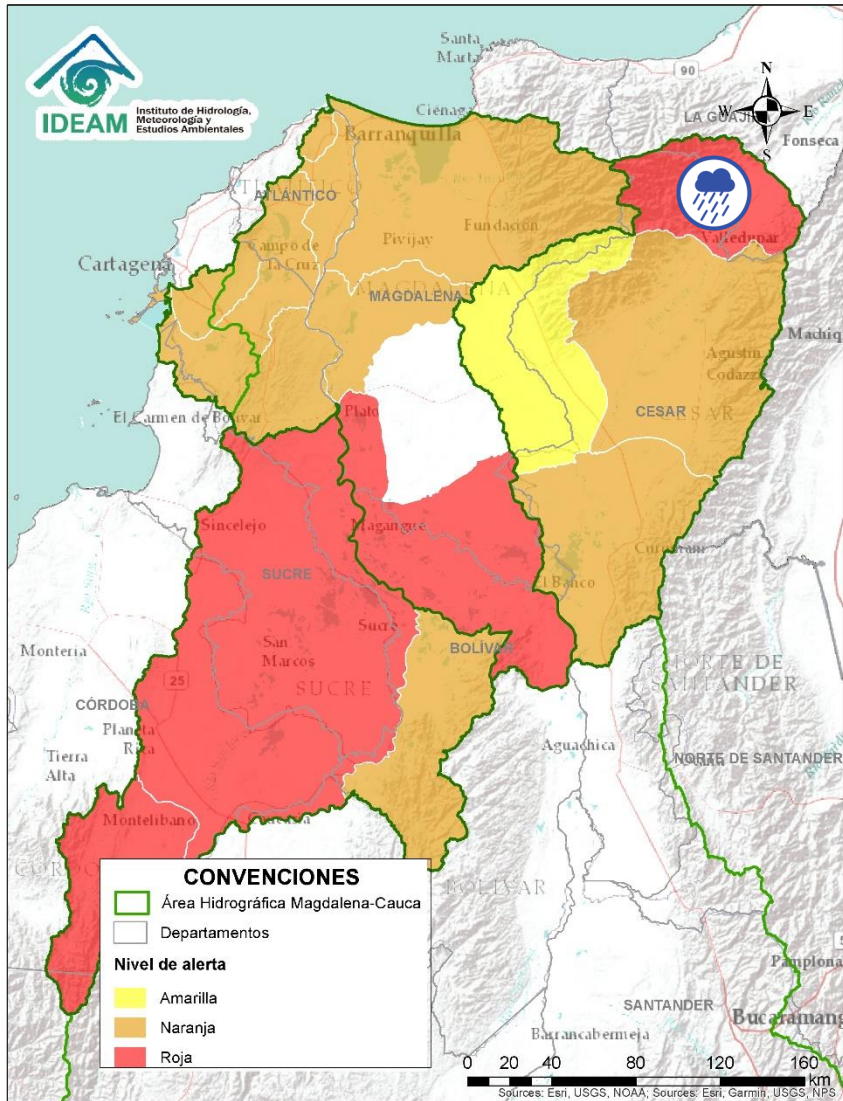 IDEAM
Instituto de Hidrología,
Meteorología y
Estudios Ambientales
Santa
Marta
90
N
W
E
S
LA GUAJIRA
Fonseca
Ciénaga
Barranquilla
ATLÁNTICO
Fundación
Valledupar
Pivijay
Campo de
la Cruz
Cartagena
MAGDALENA
Agustín
Codazzi
CESAR
El Carmen de Bolívar
Plato
Sincelejo
Magangué
SUCRE
El Banco
Sucre
San
Marcos
BOLÍVAR
Montería
25
SUCRE
NORTE DE
SANTANDER
CÓRDOBA
Planeta
Rica
Tierra
Alta
Aguachica
NORTE DE SANTANDER
Montelíbano
BOLÍVAR
CONVENCIONES
Área Hidrográfica Magdalena-Cauca
Departamentos
Nivel de alerta
Amarilla
Naranja
Roja
Pamplona
SANTANDER
Bucaramang
Barrancabermeja
0 20 40 80 120 160
km
Sources: Esri, USGS, NOAA; Sources: Esri, Garmin, USGS, NPS